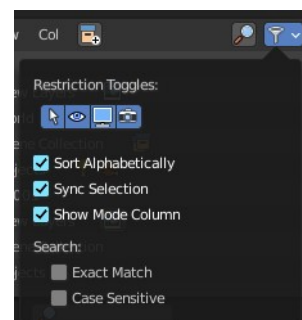 Col
Restriction Toggles:
Sort Alphabetically
Sync Selection
Show Mode Column
Search:
Exact Match
Case Sensitive